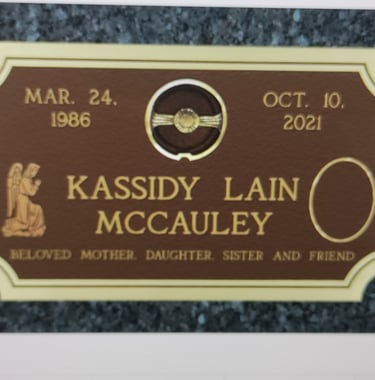 MAR. 24,
1986
OCT. 10,
2021
KASSIDY LAIN
MCCAULEY
BELOVED MOTHER, DAUGHTER, SISTER AND FRIEND